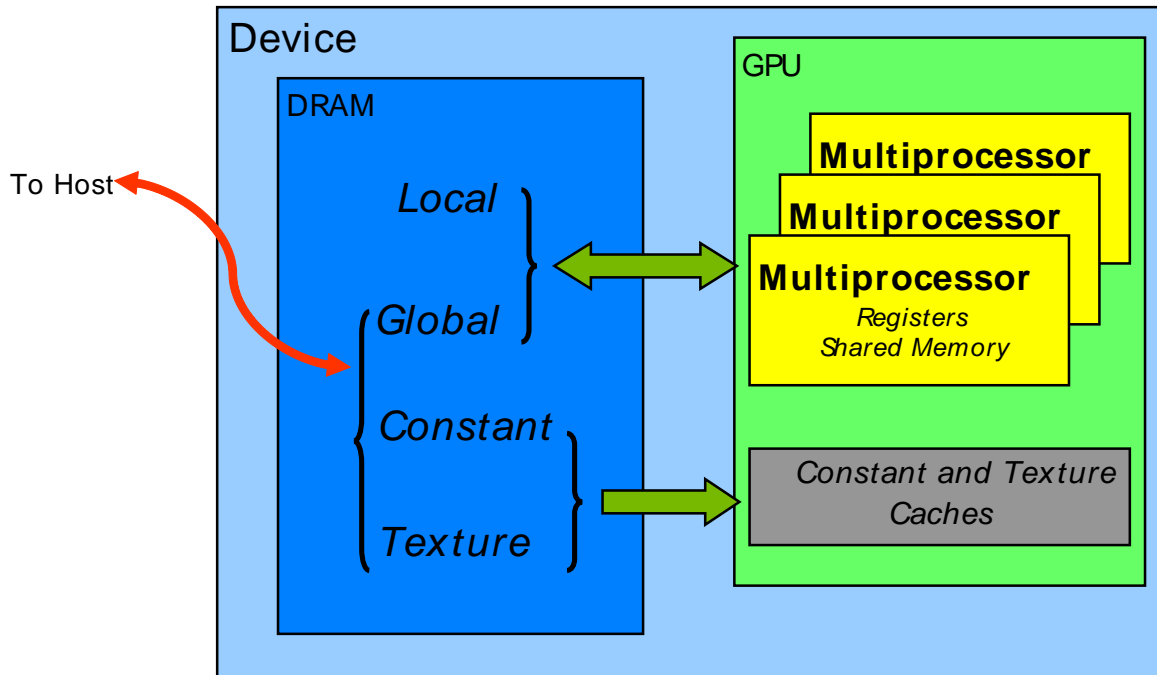 Device
DRAM
Local
Global
Constant
Texture
To Host
GPU
Multiprocessor
Multiprocessor
Multiprocessor
Registers
Shared Memory
Constant and Texture
Caches